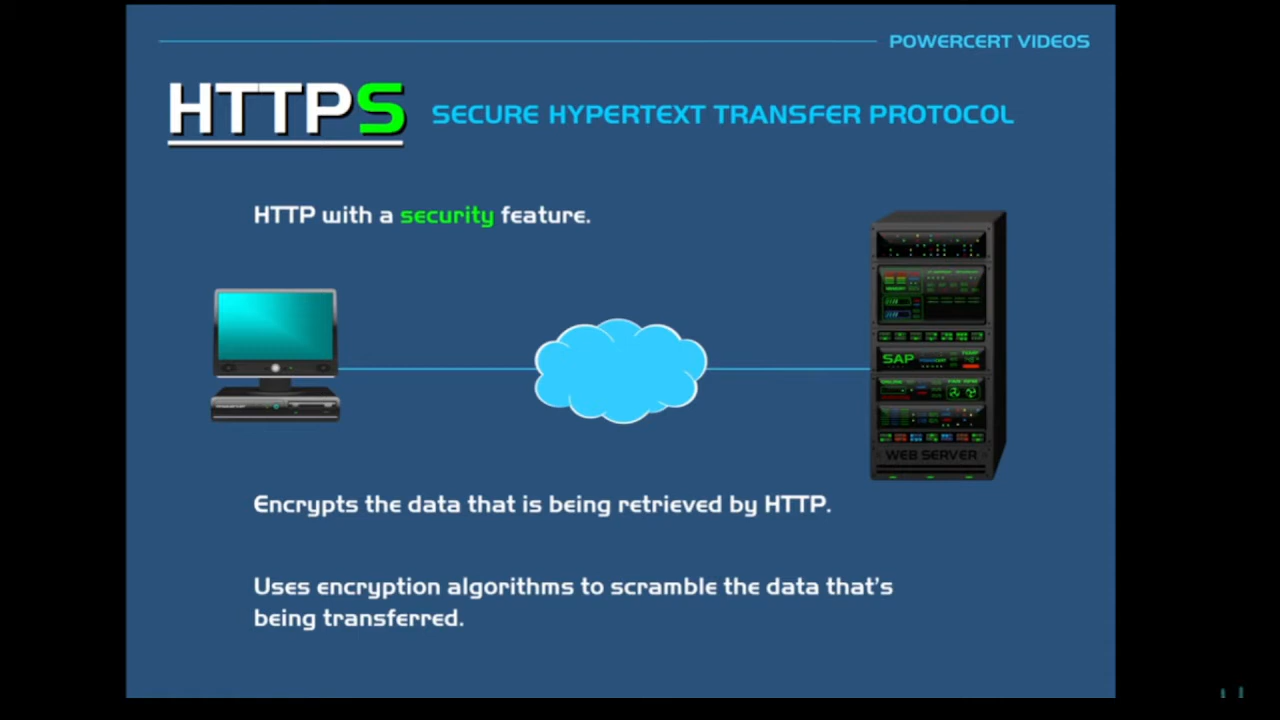 POWERCERT VIDEOS
HTTPS SECURE HYPERTEXT TRANSFER PROTOCOL
HTTP with a security feature.
SAP
WEB SERVER
Encrypts the data that is being retrieved by HTTP.
Uses encryption algorithms to scramble the data that's
being transferred.